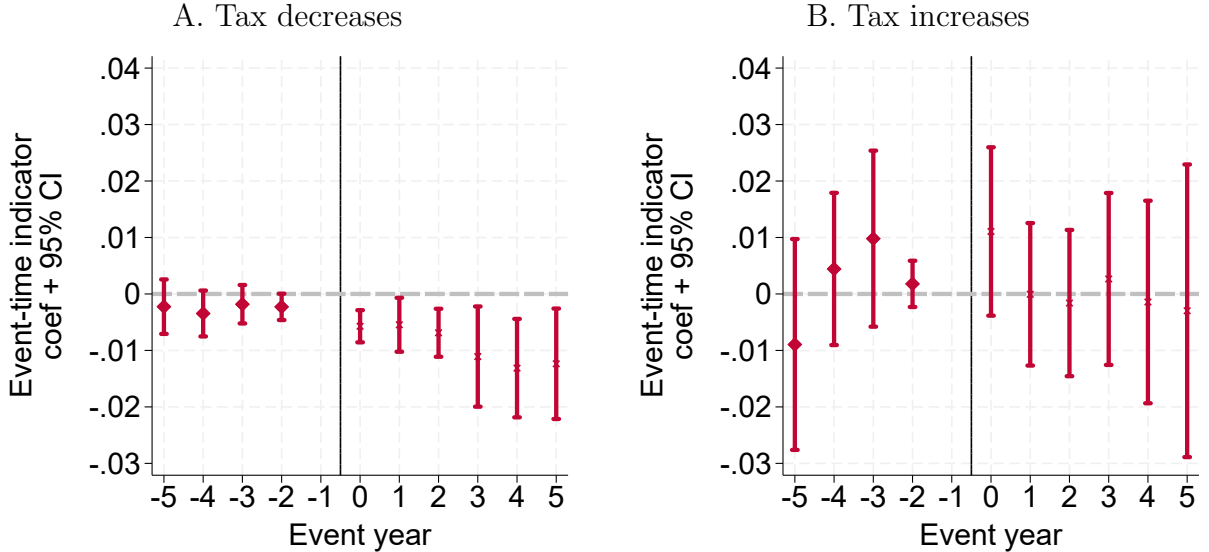 A. Tax decreases
Event-time indicator
coef + 95% CI
.04
.03
.02
.01
0
-.01
-.02
-.03
-5 -4 -3 -2 -1 0 1 2 3 4 5
Event year
B. Tax increases
Event-time indicator
coef + 95% CI
.04
.03
.02
.01
0
-.01
-.02
-.03
-5 -4 -3 -2 -1 0 1 2 3 4 5
Event year